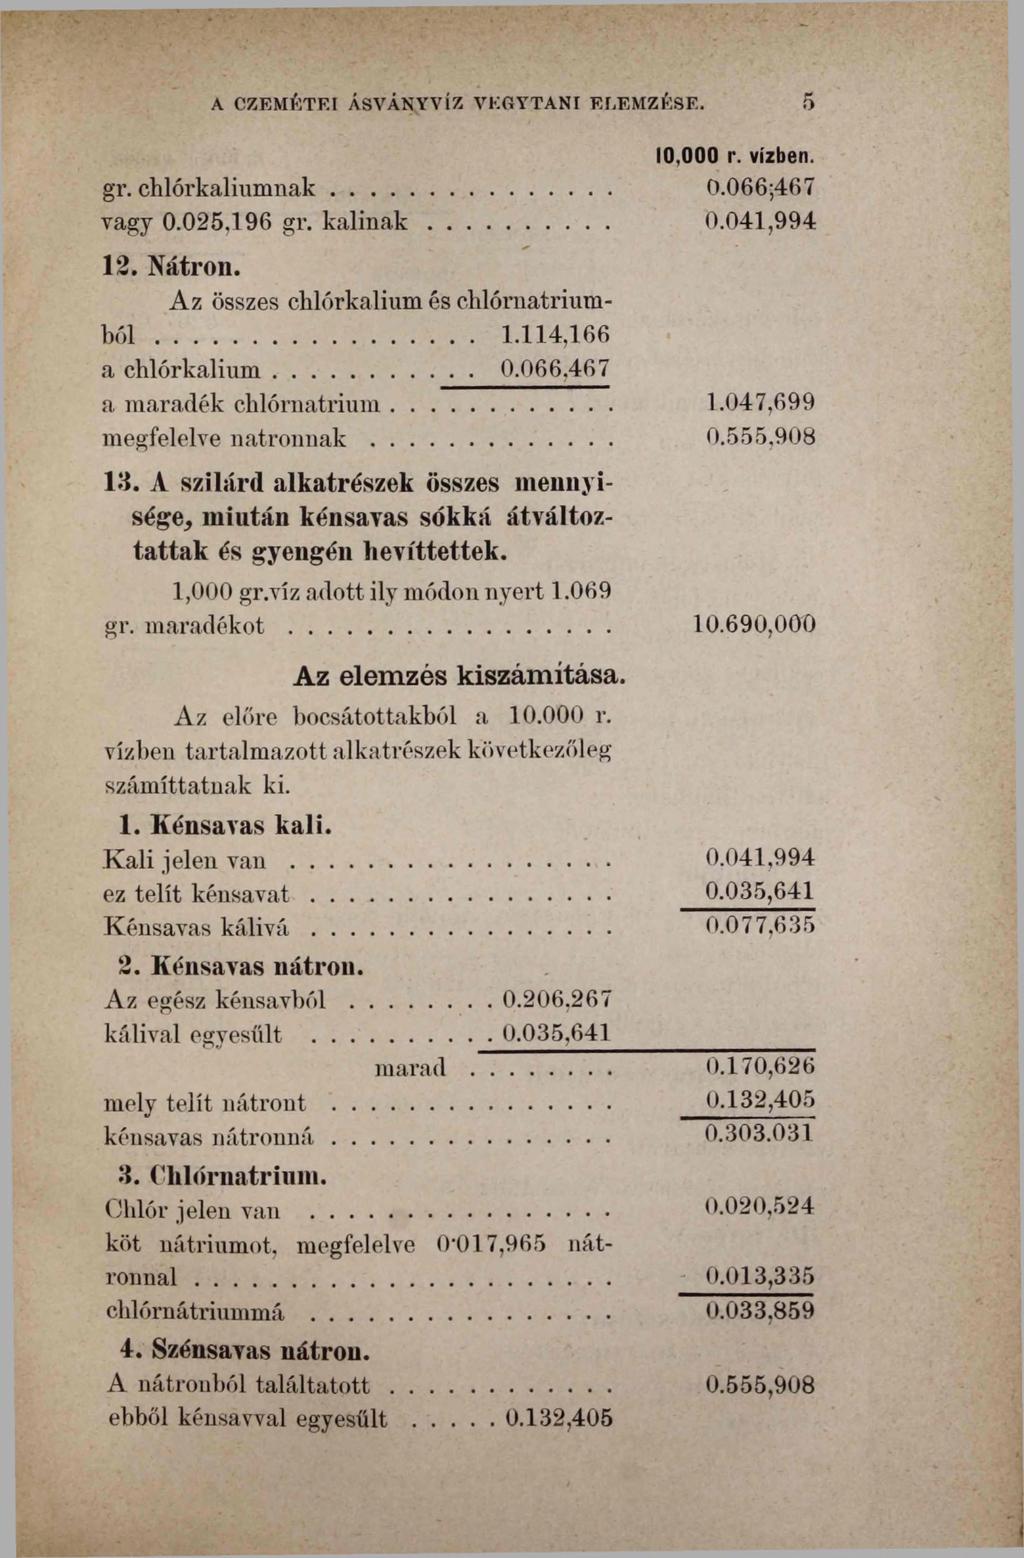 A CZEMÉTEI ÁSVÁNYVÍZ VEGYTANI ELEMZÉSE. 5
10,000 r. vízben.
gr. chlórkaliumnak . . . . . . . . . . . . . . . 0.066;467
vagy 0.025,196 gr. kalinak . . . . . . . . . . 0.041,994
12. Nátron.
Az összes chlórkalium és chlórnatrium-
ból . . . . . . . . . . . . . . . . . 1.114,166
a chlórkalium . . . . . . . . . . . 0.066,467
a maradék chlórnatrium . . . . . . . . . . . . 1.047,699
megfelelve natronnak . . . . . . . . . . . . . 0.555,908
13. A szilárd alkatrészek összes mennyi-
sége, miután kénsavas sókká átváltoz-
tattak és gyengén hevíttettek.
1,000 gr.víz adott ily módon nyert 1.069
gr. maradékot . . . . . . . . . . . . . . . . . 10.690,000
Az elemzés kiszámítása.
Az előre bocsátottakból a 10.000 r.
vízben tartalmazott alkatrészek következőleg
számíttatnak ki.
1. Kénsavas kali.
Kali jelen van . . . . . . . . . . . . . . . . . 0.041,994
ez telít kénsavat . . . . . . . . . . . . . . . . 0.035,641
Kénsavas kálivá . . . . . . . . . . . . . . . . 0.077,635
2. Kénsavas nátron.
Az egész kénsavból . . . . . . . . 0.206,267
kálival egyesűlt . . . . . . . . . . 0.035,641
marad . . . . . . . . 0.170,626
mely telít nátront . . . . . . . . . . . . . . . 0.132,405
kénsavas nátronná . . . . . . . . . . . . . . . 0.303.031
3. Chlórnatrium.
Chlór jelen van . . . . . . . . . . . . . . . . 0.020,524
köt nátriumot, megfelelve 0·017,965 nát-
ronnal . . . . . . . . . . . . . . . . . . . . . . 0.013,335
chlórnátriummá . . . . . . . . . . . . . . . . 0.033,859
4. Szénsavas nátron.
A nátronból találtatott . . . . . . . . . . . . 0.555,908
ebből kénsavval egyesűlt . . . . . 0.132,405